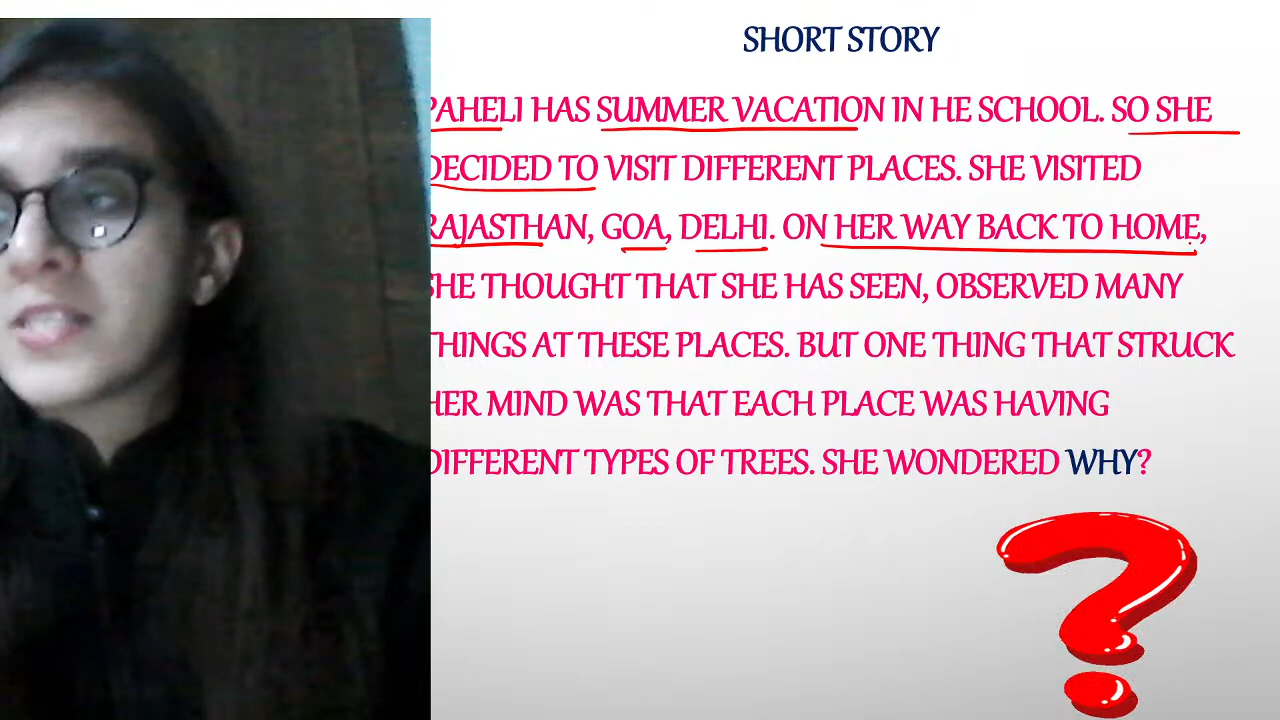 SHORT STORY
PAHELI HAS SUMMER VACATION IN HE SCHOOL. SO SHE
DECIDED TO VISIT DIFFERENT PLACES. SHE VISITED
RAJASTHAN, GOA, DELHI. ON HER WAY BACK TO HOME,
SHE THOUGHT THAT SHE HAS SEEN, OBSERVED MANY
THINGS AT THESE PLACES. BUT ONE THING THAT STRUCK
HER MIND WAS THAT EACH PLACE WAS HAVING
DIFFERENT TYPES OF TREES. SHE WONDERED WHY?